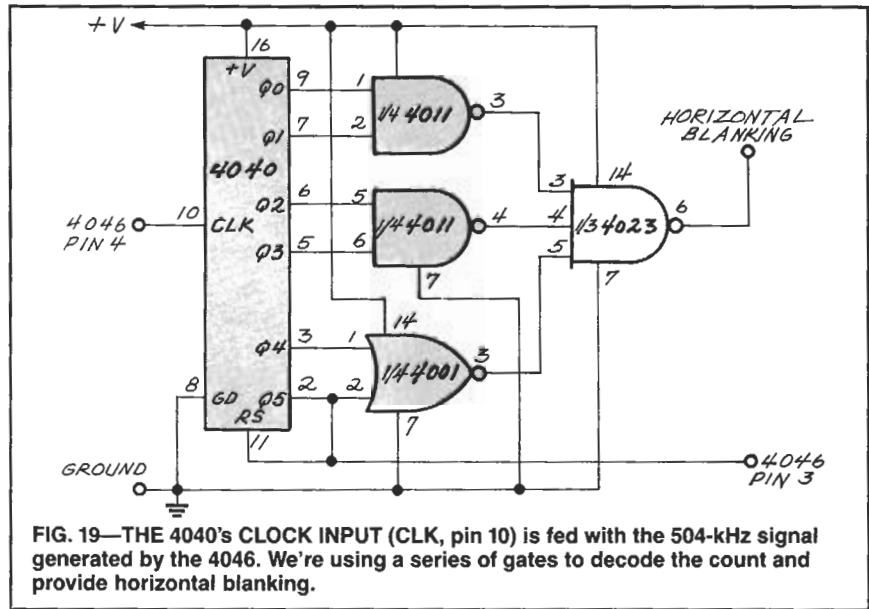 +V
16
+V
Q0 9 1
1/4 4011 3
Q1 7 2
4040
HORIZONTAL
BLANKING
14
3
Q2 6 5
1/4 4011 4
4
1/3 4023 6
4046
PIN 4
10 CLK
Q3 5 6
5
7
7
14
Q4 3 1
1/4 4001 3
8 GD Q5 2 2
RS
7
11
GROUND
4046
PIN 3
FIG. 19—THE 4040's CLOCK INPUT (CLK, pin 10) is fed with the 504-kHz signal
generated by the 4046. We're using a series of gates to decode the count and
provide horizontal blanking.